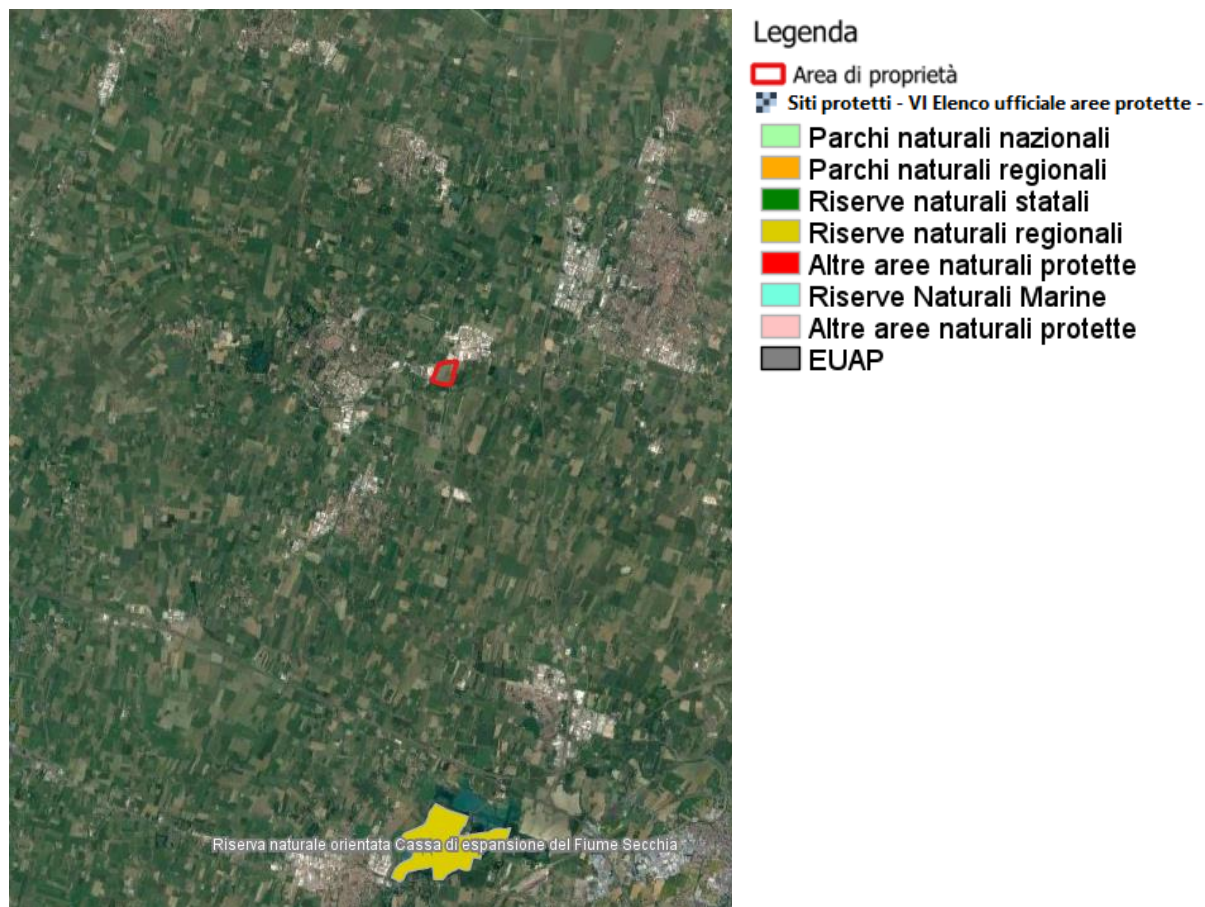 Legenda
Area di proprietà
Siti protetti - VI Elenco ufficiale aree protette -
Parchi naturali nazionali
Parchi naturali regionali
Riserve naturali statali
Riserve naturali regionali
Altre aree naturali protette
Riserve Naturali Marine
Altre aree naturali protette
EUAP
Riserva naturale orientata Cassa di espansione del Fiume Secchia